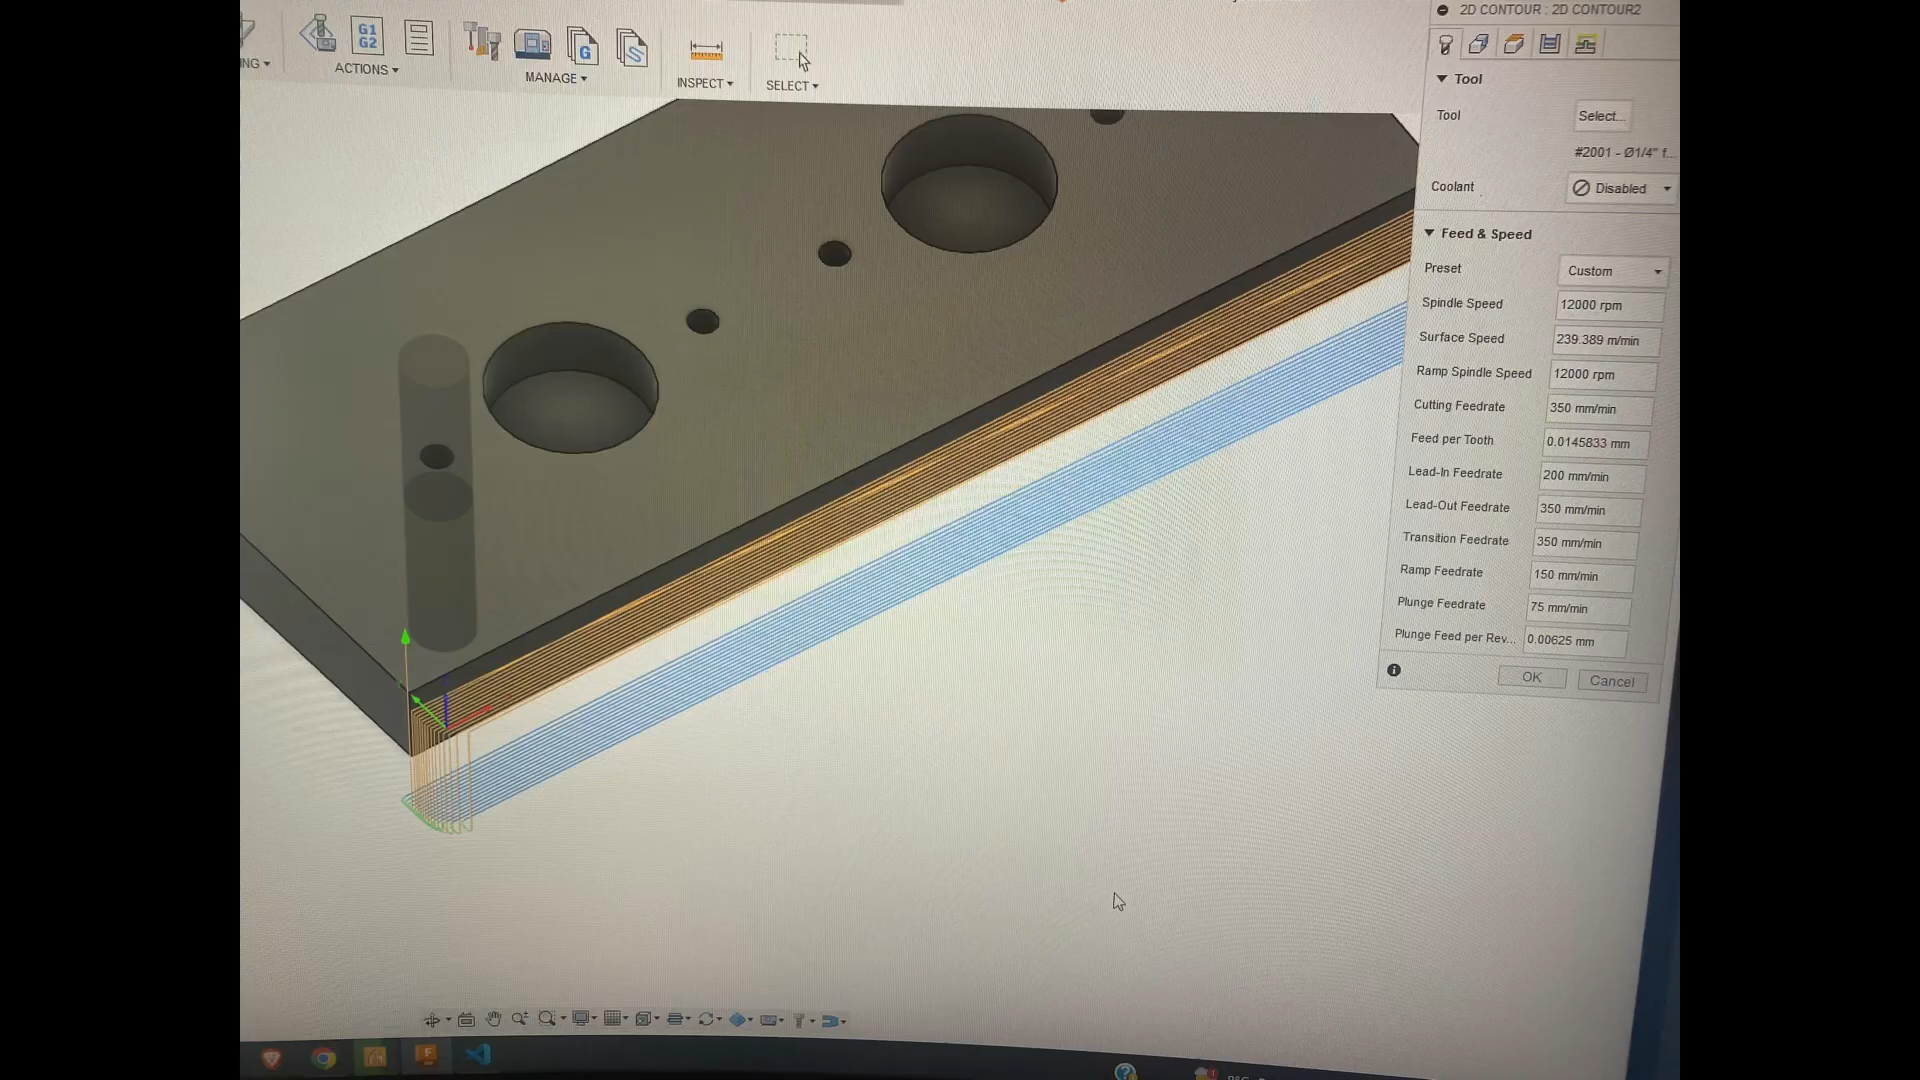 2D CONTOUR : 2D CONTOUR2
NG
G1
G2
ACTIONS
G
MANAGE
INSPECT
SELECT
Tool
Tool
Select...
#2001 - Ø1/4" f...
Coolant
Disabled
Feed & Speed
Preset
Custom
Spindle Speed
12000 rpm
Surface Speed
239.389 m/min
Ramp Spindle Speed
12000 rpm
Cutting Feedrate
350 mm/min
Feed per Tooth
0.0145833 mm
Lead-In Feedrate
200 mm/min
Lead-Out Feedrate
350 mm/min
Transition Feedrate
350 mm/min
Ramp Feedrate
150 mm/min
Plunge Feedrate
75 mm/min
Plunge Feed per Rev...
0.00625 mm
OK
Cancel